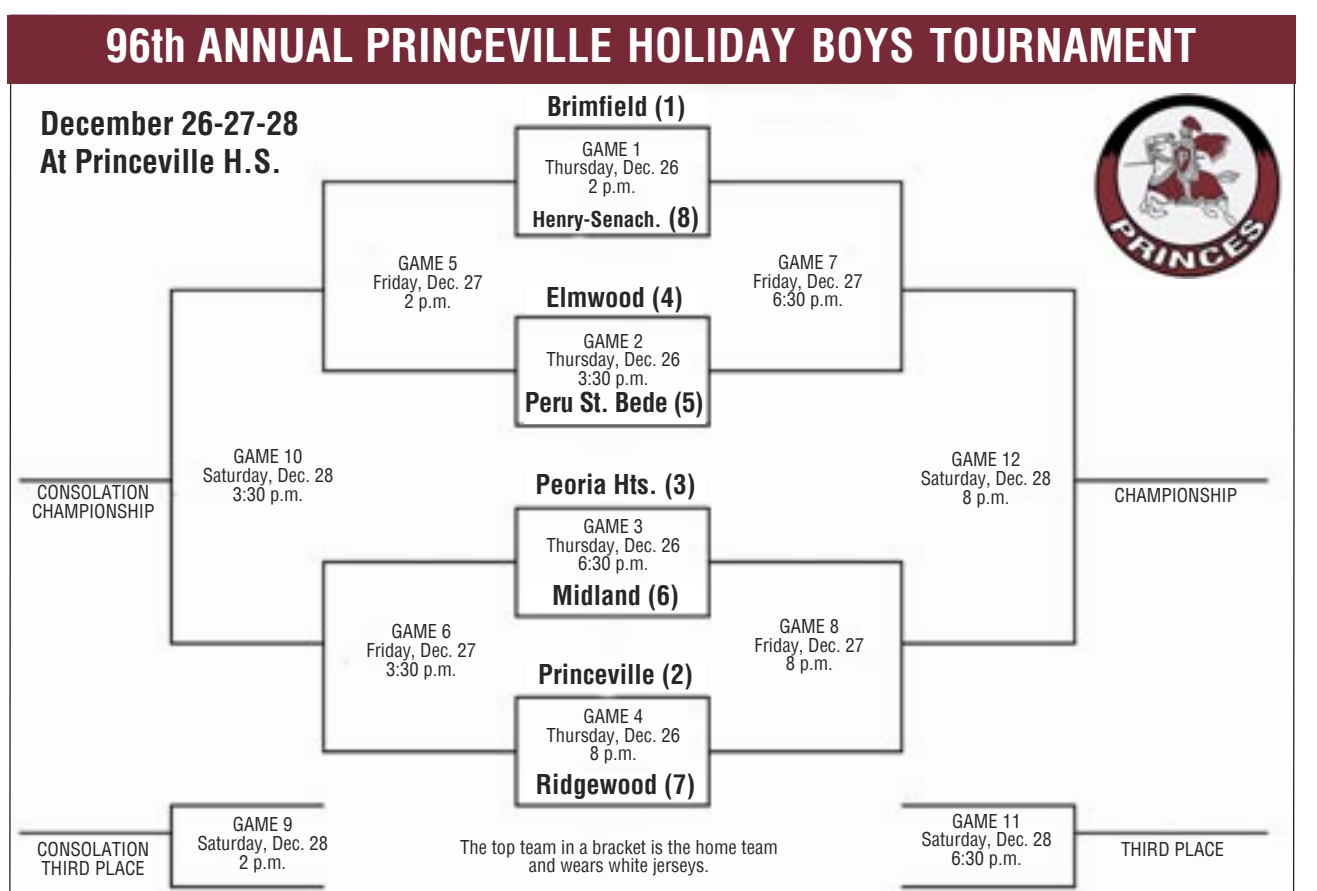 96th ANNUAL PRINCEVILLE HOLIDAY BOYS TOURNAMENT
December 26-27-28
At Princeville H.S.
PRINCES
Brimfield (1)
GAME 1
Thursday, Dec. 26
2 p.m.
Henry-Senach. (8)
GAME 5
Friday, Dec. 27
2 p.m.
GAME 7
Friday, Dec. 27
6:30 p.m.
Elmwood (4)
GAME 2
Thursday, Dec. 26
3:30 p.m.
Peru St. Bede (5)
GAME 10
Saturday, Dec. 28
3:30 p.m.
CONSOLATION
CHAMPIONSHIP
GAME 12
Saturday, Dec. 28
8 p.m.
CHAMPIONSHIP
Peoria Hts. (3)
GAME 3
Thursday, Dec. 26
6:30 p.m.
Midland (6)
GAME 6
Friday, Dec. 27
3:30 p.m.
GAME 8
Friday, Dec. 27
8 p.m.
Princeville (2)
GAME 4
Thursday, Dec. 26
8 p.m.
Ridgewood (7)
GAME 9
Saturday, Dec. 28
2 p.m.
CONSOLATION
THIRD PLACE
The top team in a bracket is the home team
and wears white jerseys.
GAME 11
Saturday, Dec. 28
6:30 p.m.
THIRD PLACE